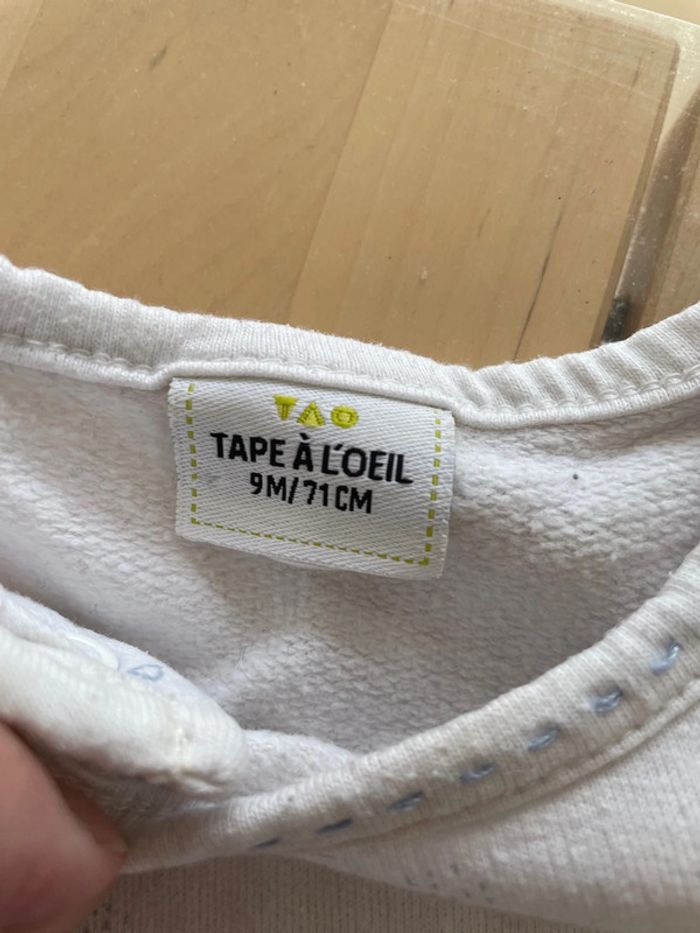 TAO
TAPE À L'OEIL
9M/71CM